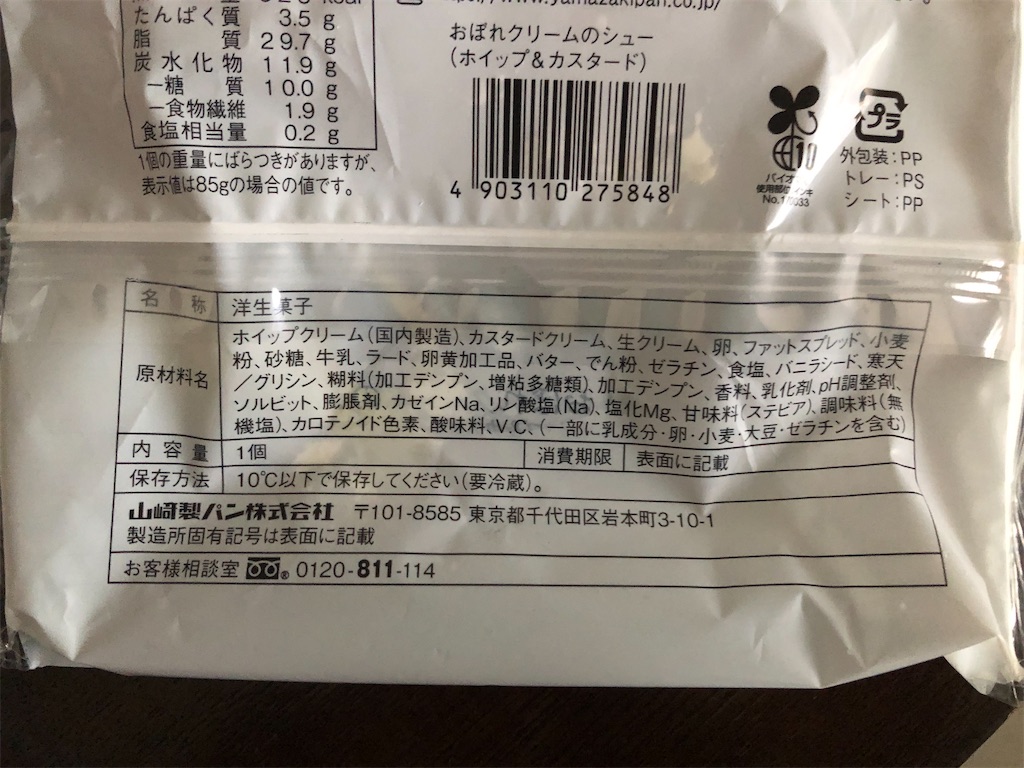 たんぱく質 3.5 g
脂 質 29.7 g
炭水化物 11.9 g
－糖 質 10.0 g
－食物繊維 1.9 g
食塩相当量 0.2 g
1個の重量にばらつきがありますが、
表示値は85gの場合の値です。
www.yamazakipan.co.jp/
おぼれクリームのシュー
（ホイップ＆カスタード）
4 903110 275848
10
バイオ
使用部位
No.
プラ
外包装：PP
トレー：PS
シート：PP
名 称 洋生菓子
原材料名 ホイップクリーム（国内製造）、カスタードクリーム、生クリーム、卵、ファットスプレッド、小麦
粉、砂糖、牛乳、ラード、卵黄加工品、バター、でん粉、ゼラチン、食塩、バニラシード、寒天
／グリシン、糊料（加工デンプン、増粘多糖類）、加工デンプン、香料、乳化剤、pH調整剤、
ソルビット、膨脹剤、カゼインNa、リン酸塩（Na）、塩化Mg、甘味料（ステビア）、調味料（無
機塩）、カロテノイド色素、酸味料、V.C、（一部に乳成分・卵・小麦・大豆・ゼラチンを含む）
内容量 1個 消費期限 表面に記載
保存方法 10℃以下で保存してください（要冷蔵）。
山崎製パン株式会社 〒101-8585 東京都千代田区岩本町3-10-1
製造所固有記号は表面に記載
お客様相談室 0120-811-114